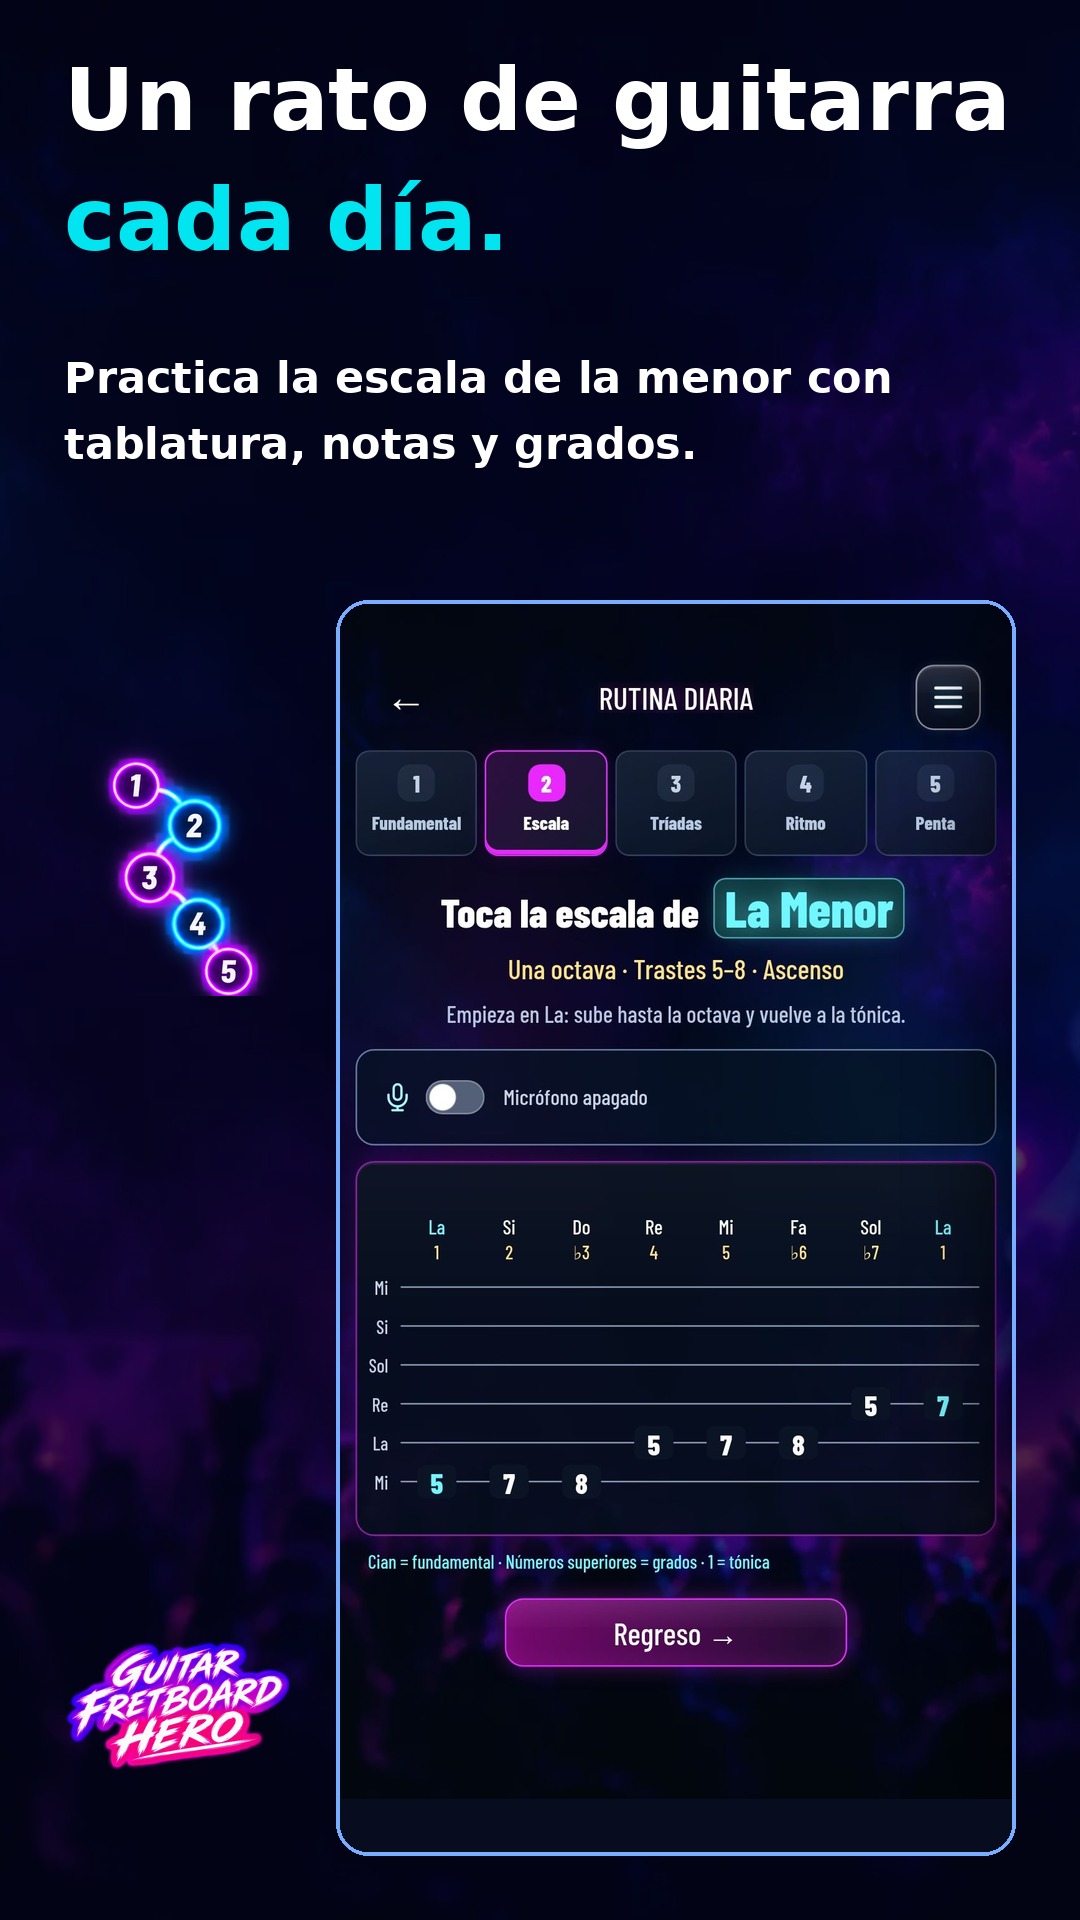 Un rato de guitarra
cada día.
Practica la escala de la menor con
tablatura, notas y grados.
← RUTINA DIARIA
1 2 3 4 5
Fundamental Escala Tríadas Ritmo Penta
Toca la escala de La Menor
Una octava · Trastes 5–8 · Ascenso
Empieza en La: sube hasta la octava y vuelve a la tónica.
Micrófono apagado
La Si Do Re Mi Fa Sol La
1 2 ♭3 4 5 ♭6 ♭7 1
Mi
Si
Sol
Re 5 7
La 5 7 8
Mi 5 7 8
Cian = fundamental · Números superiores = grados · 1 = tónica
Regreso →
1
2
3
4
5
GUITAR
FRETBOARD
HERO